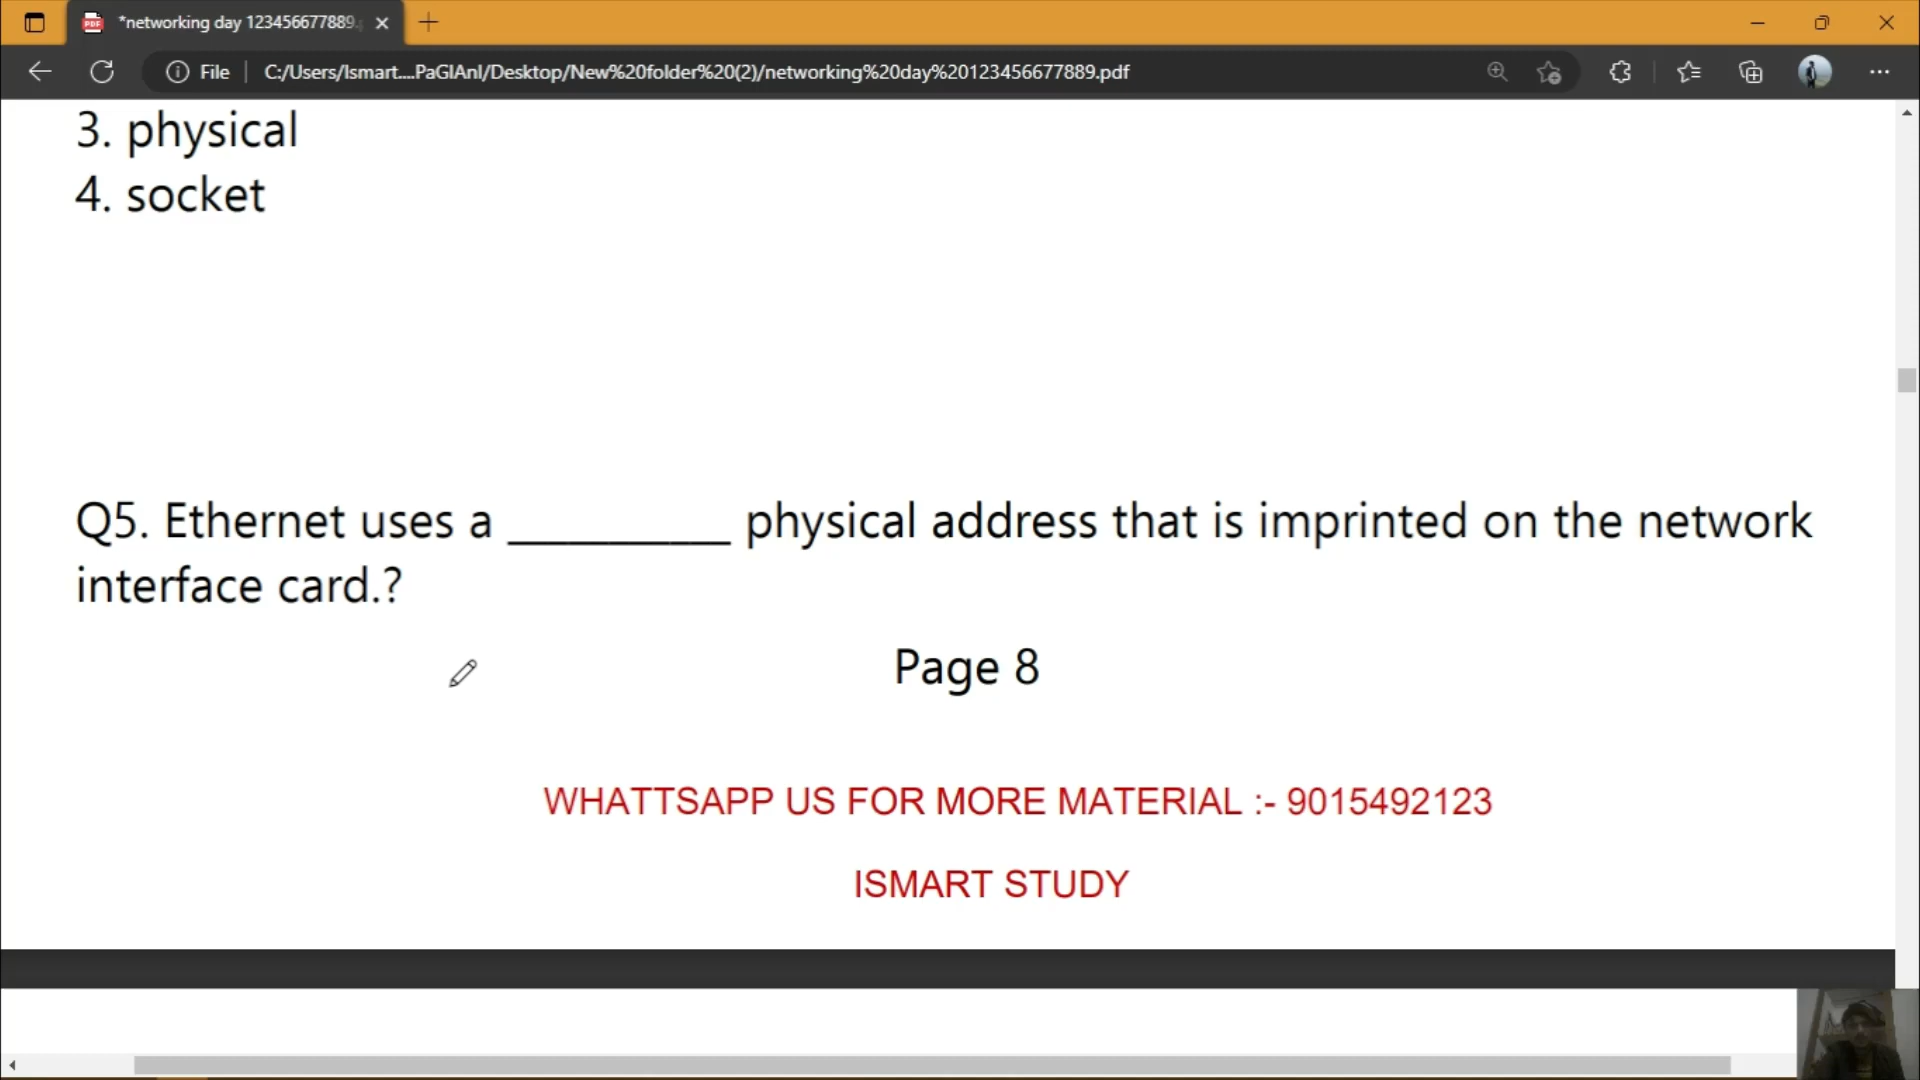 *networking day 123456677889.
File
C:/Users/Ismart....PaGlAnI/Desktop/New%20folder%20(2)/networking%20day%20123456677889.pdf
3. physical
4. socket
Q5. Ethernet uses a _________ physical address that is imprinted on the network
interface card.?
Page 8
WHATTSAPP US FOR MORE MATERIAL :- 9015492123
ISMART STUDY